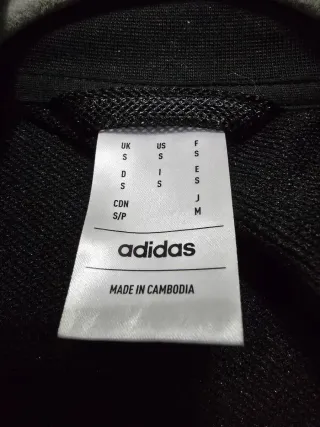 UK US F
S S S
D I E
S S S
CDN J
S/P M
adidas
MADE IN CAMBODIA